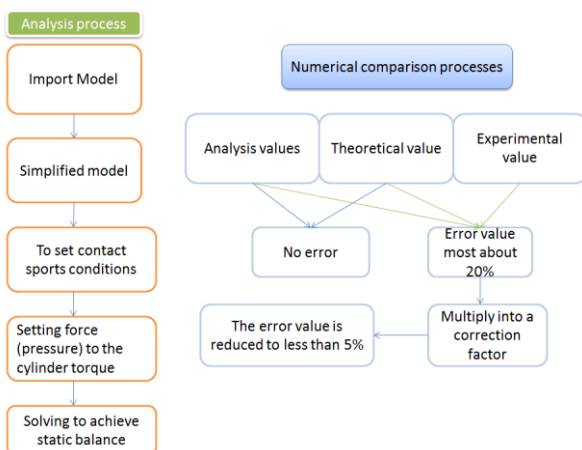 Analysis process
Import Model
Simplified model
To set contact
sports conditions
Setting force
(pressure) to the
cylinder torque
Solving to achieve
static balance
Numerical comparison processes
Analysis values
Theoretical value
Experimental
value
No error
Error value
most about
20%
The error value is
reduced to less than 5%
Multiply into a
correction
factor